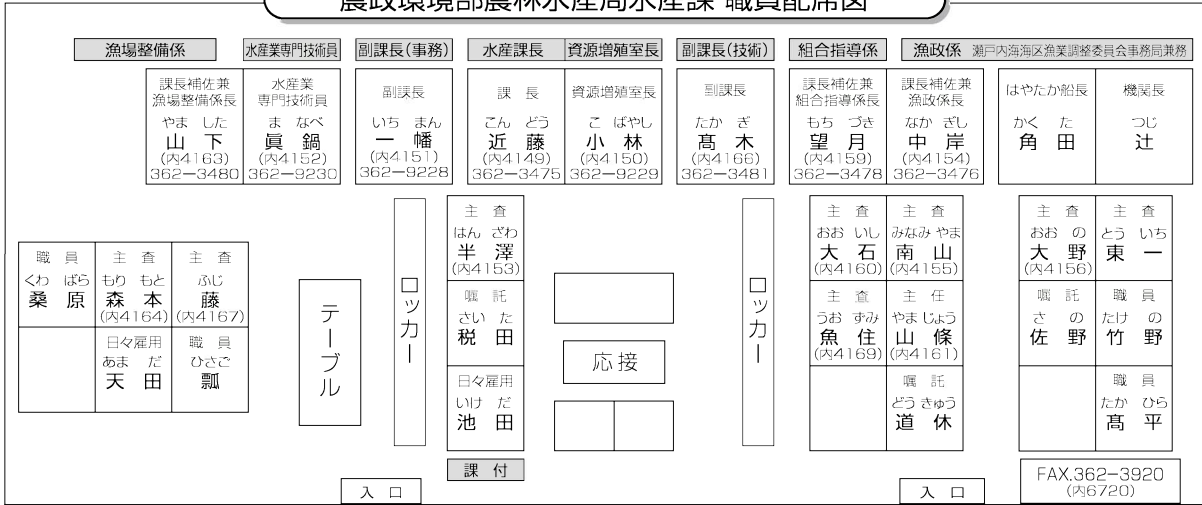 農政環境部農林水産局水産課 職員配席図
漁場整備係 水産業専門技術員 副課長(事務) 水産課長 資源増殖室長 副課長(技術) 組合指導係 漁政係 瀬戸内海海区漁業調整委員会事務局兼務
課長補佐兼
漁場整備係長
やま した
山 下
(内4163)
362-3480
水産業
専門技術員
ま なべ
眞 鍋
(内4152)
362-9230
副課長
いち まん
一 幡
(内4151)
362-9228
課 長
こん どう
近 藤
(内4149)
362-3475
資源増殖室長
こ ばやし
小 林
(内4150)
362-9229
副課長
たか ぎ
髙 木
(内4166)
362-3481
課長補佐兼
組合指導係長
もち づき
望 月
(内4159)
362-3478
課長補佐兼
漁政係長
なか ぎし
中 岸
(内4154)
362-3476
はやたか船長
かく た
角 田
機関長
つじ
辻
職 員
くわ ばら
桑 原
主 査
もり もと
森 本
(内4164)
主 査
ふじ
藤
(内4167)
日々雇用
あま だ
天 田
職 員
ひさご
瓢
テーブル
ロッカー
主 査
はん ざわ
半 澤
(内4153)
嘱 託
さい た
税 田
日々雇用
いけ だ
池 田
課 付
応接
ロッカー
主 査
おお いし
大 石
(内4160)
主 査
みなみ やま
南 山
(内4155)
主 査
うお ずみ
魚 住
(内4169)
主 任
やま じょう
山 條
(内4161)
嘱 託
どう きゅう
道 休
主 査
おお の
大 野
(内4156)
主 査
とう いち
東 一
嘱 託
さ の
佐 野
職 員
たけ の
竹 野
職 員
たか ひら
髙 平
入 口
入 口
FAX.362-3920
(内6720)